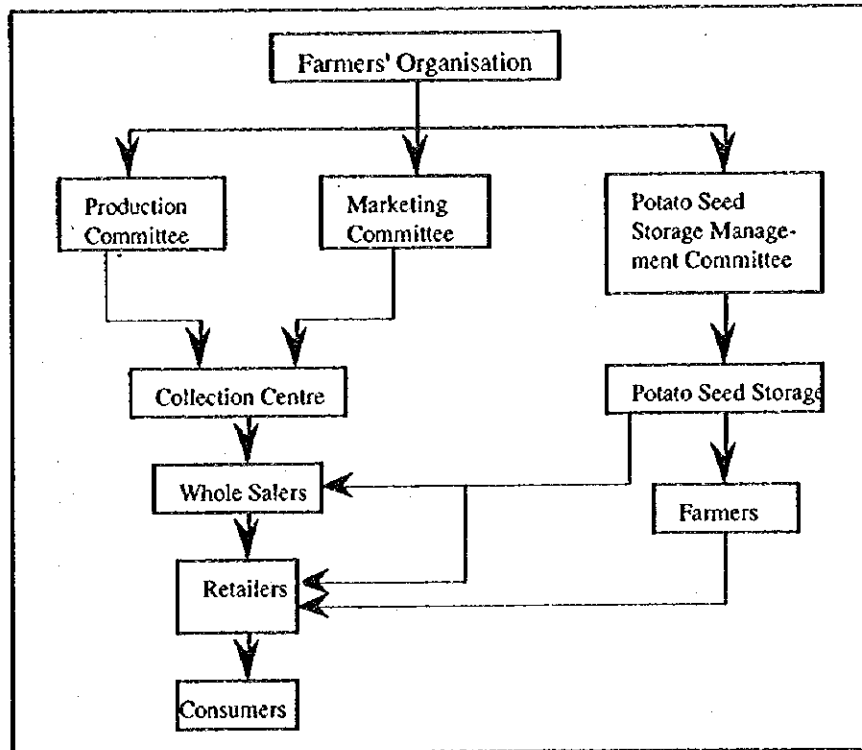 Farmers' Organisation
Production
Committee
Marketing
Committee
Potato Seed
Storage Manage-
ment Committee
Collection Centre
Potato Seed Storage
Whole Salers
Farmers
Retailers
Consumers